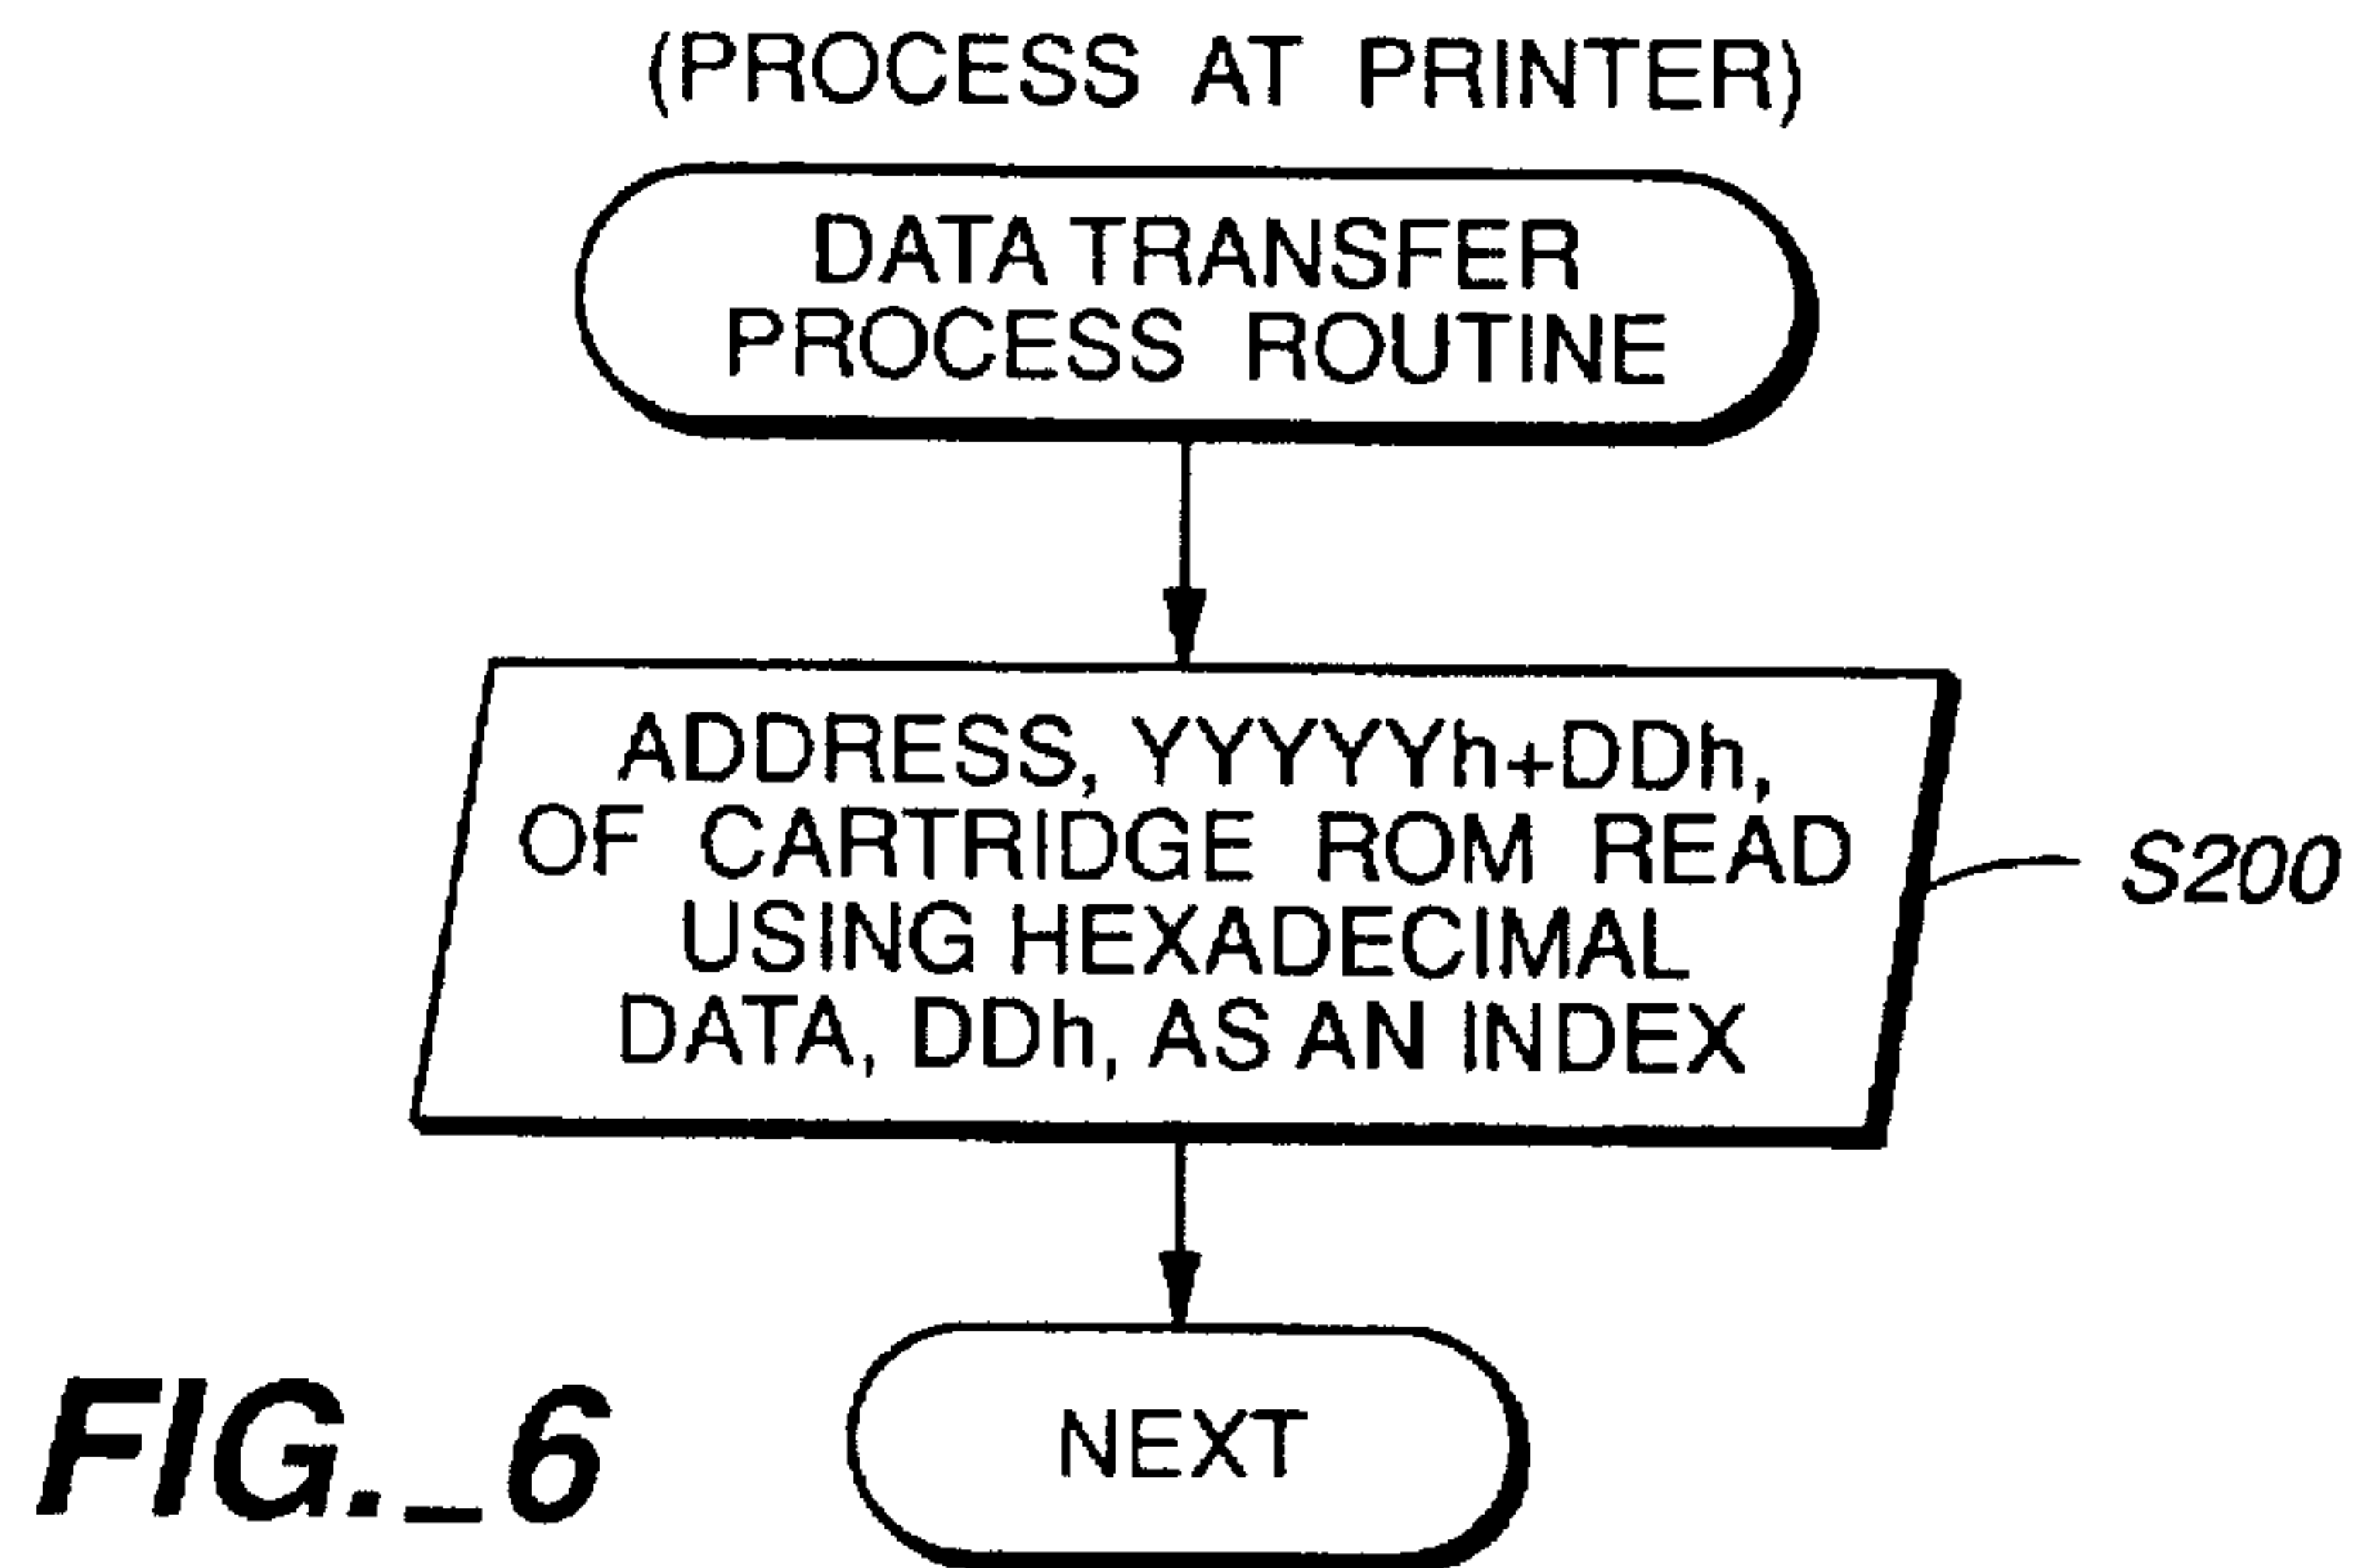 (PROCESS AT PRINTER)
DATA TRANSFER
PROCESS ROUTINE
ADDRESS, YYYYYh+DDh,
OF CARTRIDGE ROM READ
USING HEXADECIMAL
DATA, DDh, AS AN INDEX
S200
NEXT
FIG._6